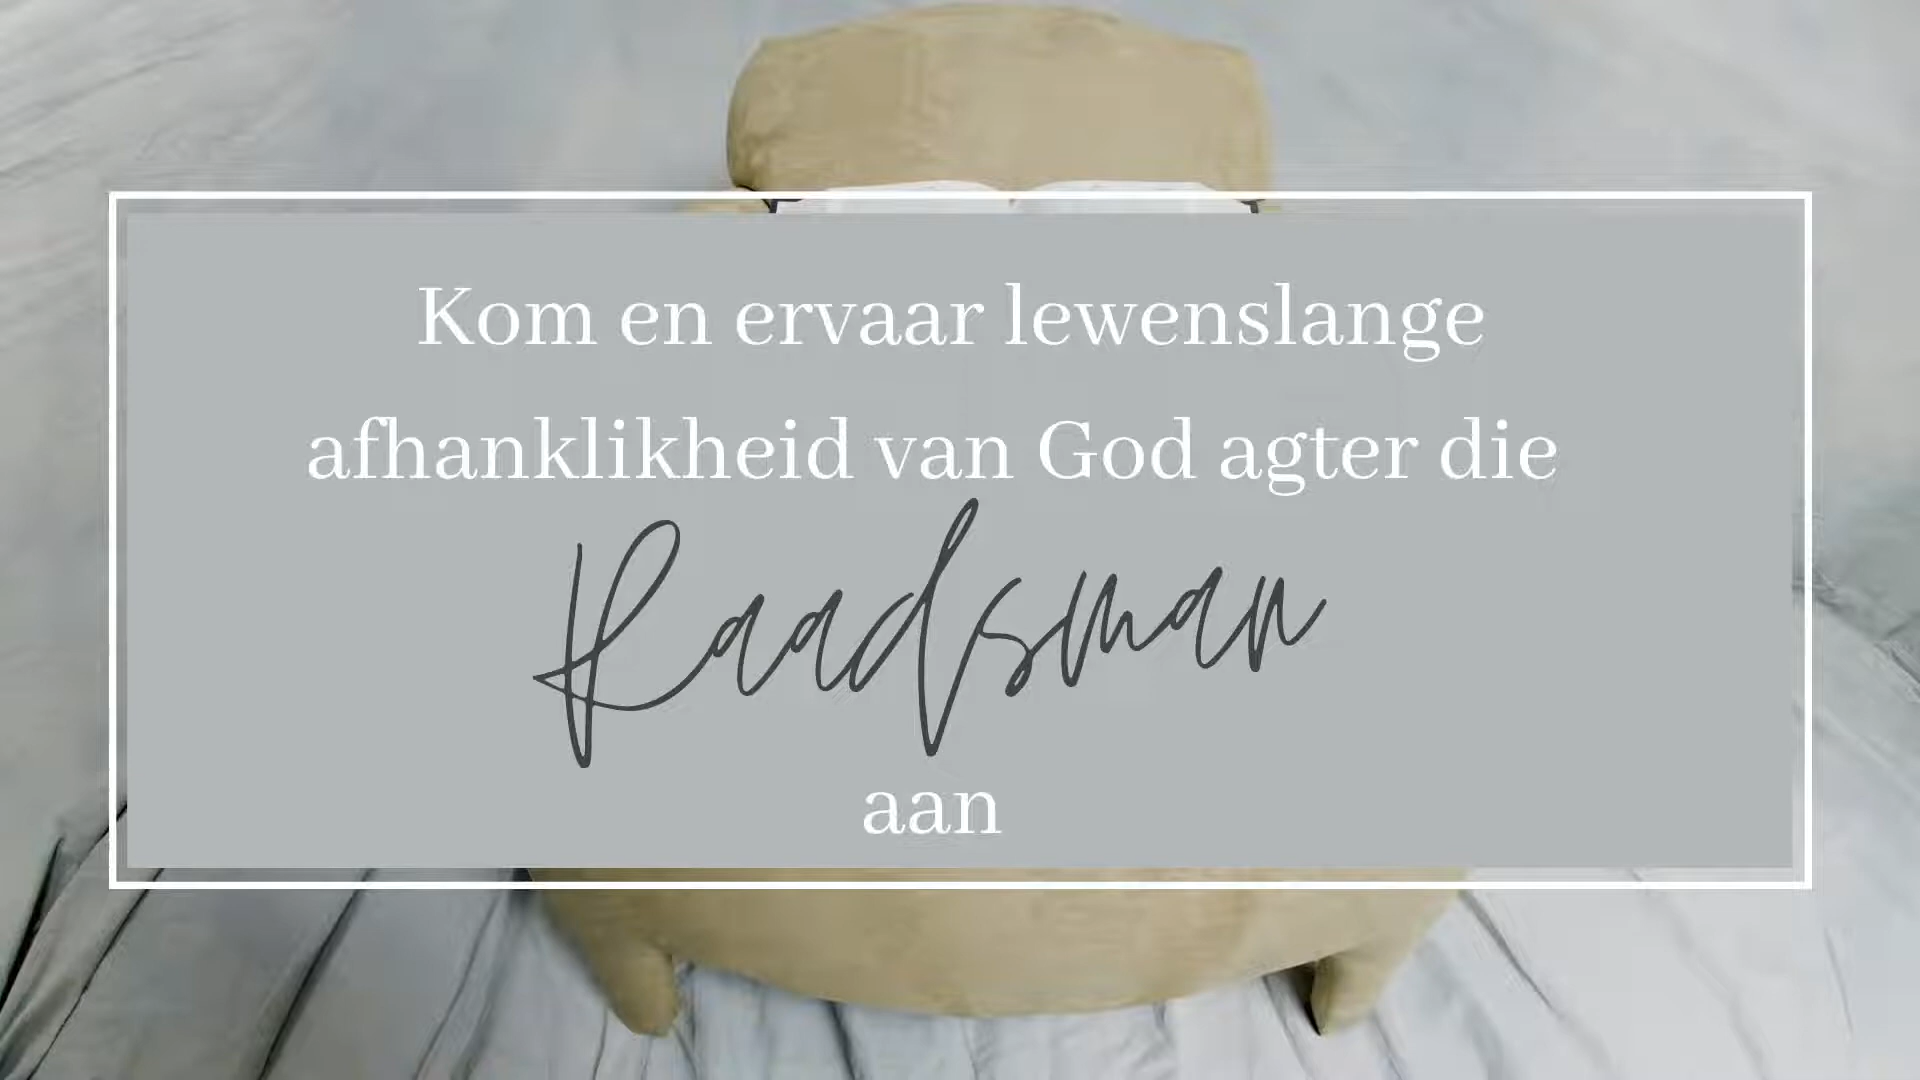 Kom en ervaar lewenslange
afhanklikheid van God agter die
Raadsman
aan